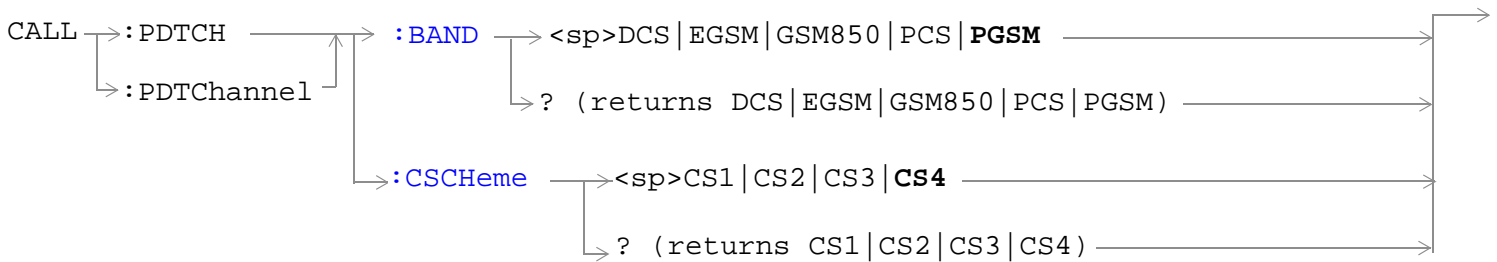 CALL :PDTCH :BAND <sp>DCS|EGSM|GSM850|PCS|PGSM
:PDTChannel ? (returns DCS|EGSM|GSM850|PCS|PGSM)
:CSCHeme <sp>CS1|CS2|CS3|CS4
? (returns CS1|CS2|CS3|CS4)